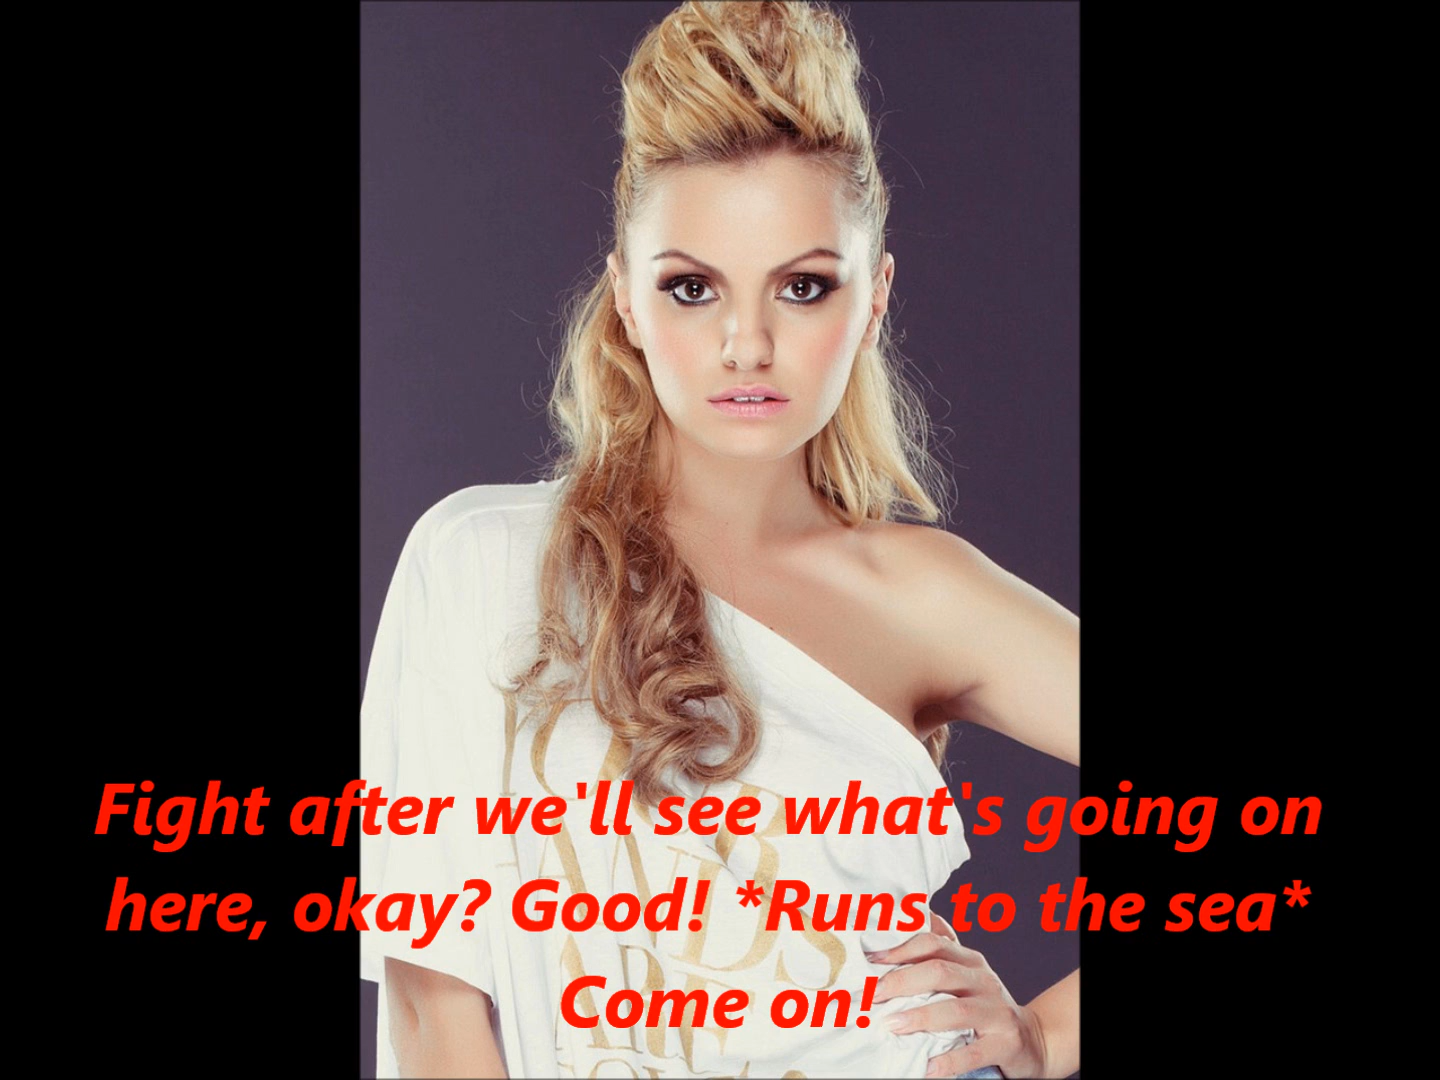 Fight after we'll see what's going on
here, okay? Good! *Runs to the sea*
Come on!